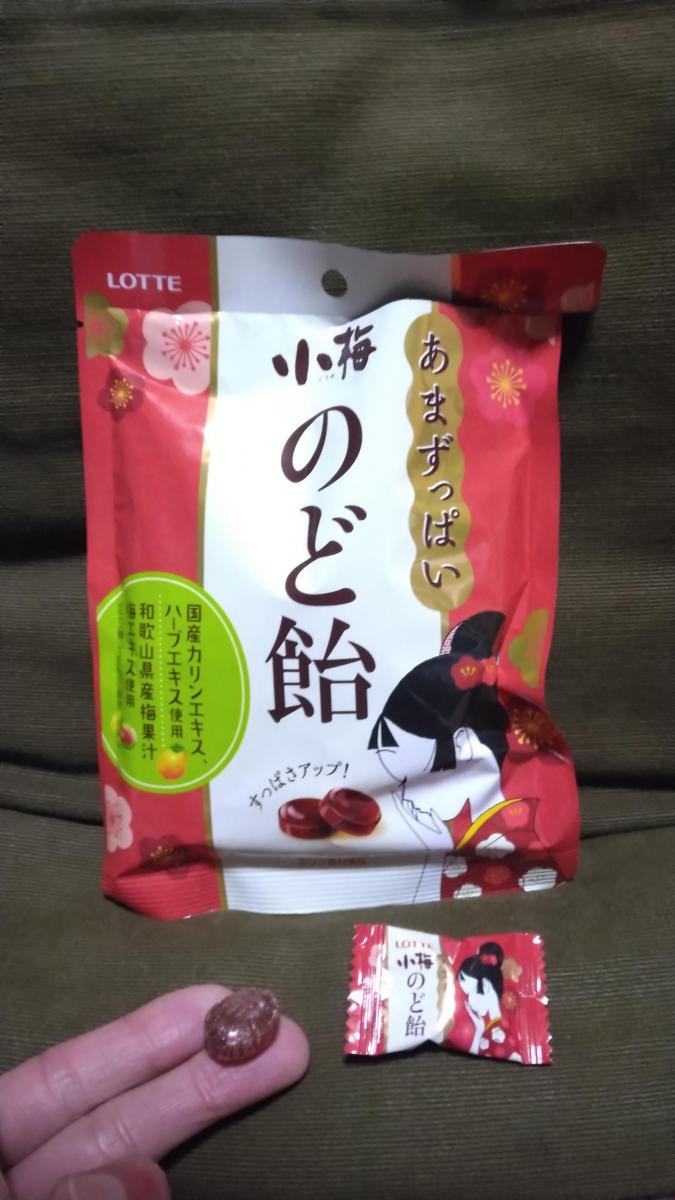 LOTTE
小梅
のど飴
あまずっぱい
国産カリンエキス、
ハーブエキス使用
和歌山県産梅果汁
梅エキス使用
すっぱさアップ!
LOTTE
小梅
のど飴